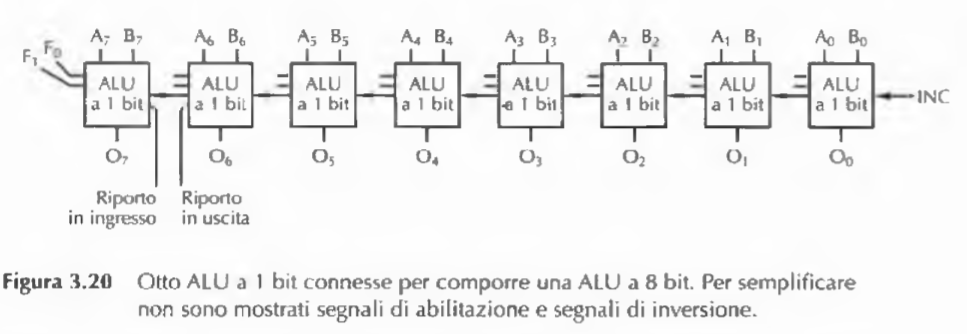 F₁ F₀ A₇ B₇ A₆ B₆ A₅ B₅ A₄ B₄ A₃ B₃ A₂ B₂ A₁ B₁ A₀ B₀
ALU ALU ALU ALU ALU ALU ALU ALU
a 1 bit a 1 bit a 1 bit a 1 bit a 1 bit a 1 bit a 1 bit a 1 bit INC
O₇ O₆ O₅ O₄ O₃ O₂ O₁ O₀
Riporto Riporto
in ingresso in uscita
Figura 3.20 Otto ALU a 1 bit connesse per comporre una ALU a 8 bit. Per semplificare
non sono mostrati segnali di abilitazione e segnali di inversione.